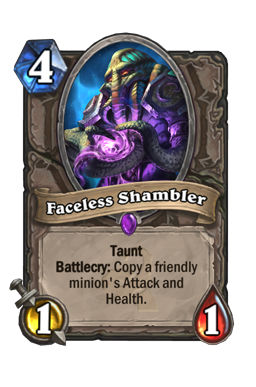 4
Faceless Shambler
Taunt
Battlecry: Copy a friendly
minion's Attack and
Health.
1
1